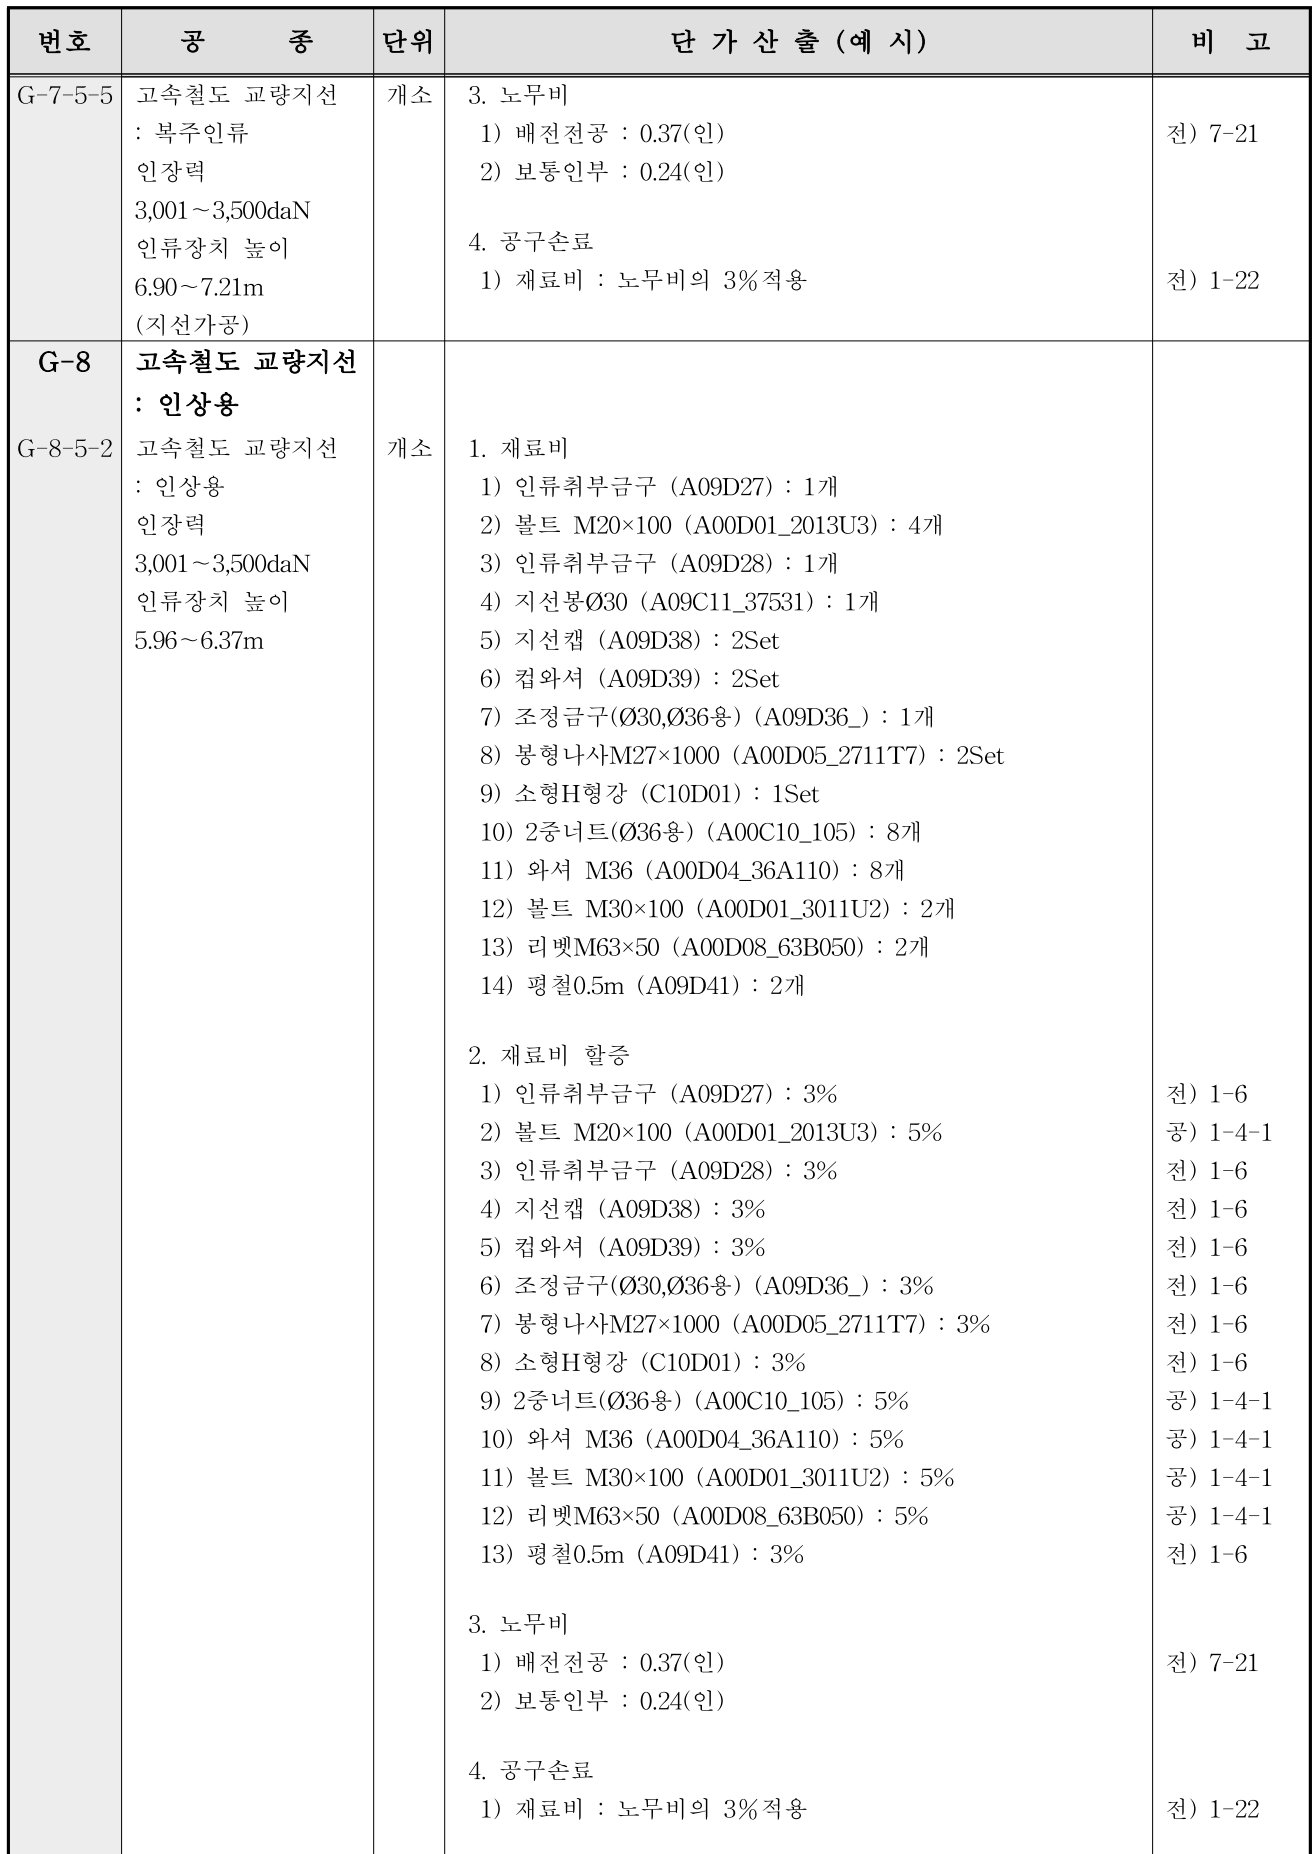 번호 공 종 단위 단 가 산 출 (예 시) 비 고
G-7-5-5 고속철도 교량지선 개소 3. 노무비
: 복주인류 1) 배전전공 : 0.37(인) 전) 7-21
인장력 2) 보통인부 : 0.24(인)
3,001~3,500daN
인류장치 높이 4. 공구손료
6.90~7.21m 1) 재료비 : 노무비의 3%적용 전) 1-22
(지선가공)
G-8 고속철도 교량지선
: 인상용
G-8-5-2 고속철도 교량지선 개소 1. 재료비
: 인상용 1) 인류취부금구 (A09D27) : 1개
인장력 2) 볼트 M20×100 (A00D01_2013U3) : 4개
3,001~3,500daN 3) 인류취부금구 (A09D28) : 1개
인류장치 높이 4) 지선봉Ø30 (A09C11_37531) : 1개
5.96~6.37m 5) 지선캡 (A09D38) : 2Set
6) 컵와셔 (A09D39) : 2Set
7) 조정금구(Ø30,Ø36용) (A09D36_) : 1개
8) 봉형나사M27×1000 (A00D05_2711T7) : 2Set
9) 소형H형강 (C10D01) : 1Set
10) 2중너트(Ø36용) (A00C10_105) : 8개
11) 와셔 M36 (A00D04_36A110) : 8개
12) 볼트 M30×100 (A00D01_3011U2) : 2개
13) 리벳M63×50 (A00D08_63B050) : 2개
14) 평철0.5m (A09D41) : 2개
2. 재료비 할증
1) 인류취부금구 (A09D27) : 3% 전) 1-6
2) 볼트 M20×100 (A00D01_2013U3) : 5% 공) 1-4-1
3) 인류취부금구 (A09D28) : 3% 전) 1-6
4) 지선캡 (A09D38) : 3% 전) 1-6
5) 컵와셔 (A09D39) : 3% 전) 1-6
6) 조정금구(Ø30,Ø36용) (A09D36_) : 3% 전) 1-6
7) 봉형나사M27×1000 (A00D05_2711T7) : 3% 전) 1-6
8) 소형H형강 (C10D01) : 3% 전) 1-6
9) 2중너트(Ø36용) (A00C10_105) : 5% 공) 1-4-1
10) 와셔 M36 (A00D04_36A110) : 5% 공) 1-4-1
11) 볼트 M30×100 (A00D01_3011U2) : 5% 공) 1-4-1
12) 리벳M63×50 (A00D08_63B050) : 5% 공) 1-4-1
13) 평철0.5m (A09D41) : 3% 전) 1-6
3. 노무비
1) 배전전공 : 0.37(인) 전) 7-21
2) 보통인부 : 0.24(인)
4. 공구손료
1) 재료비 : 노무비의 3%적용 전) 1-22